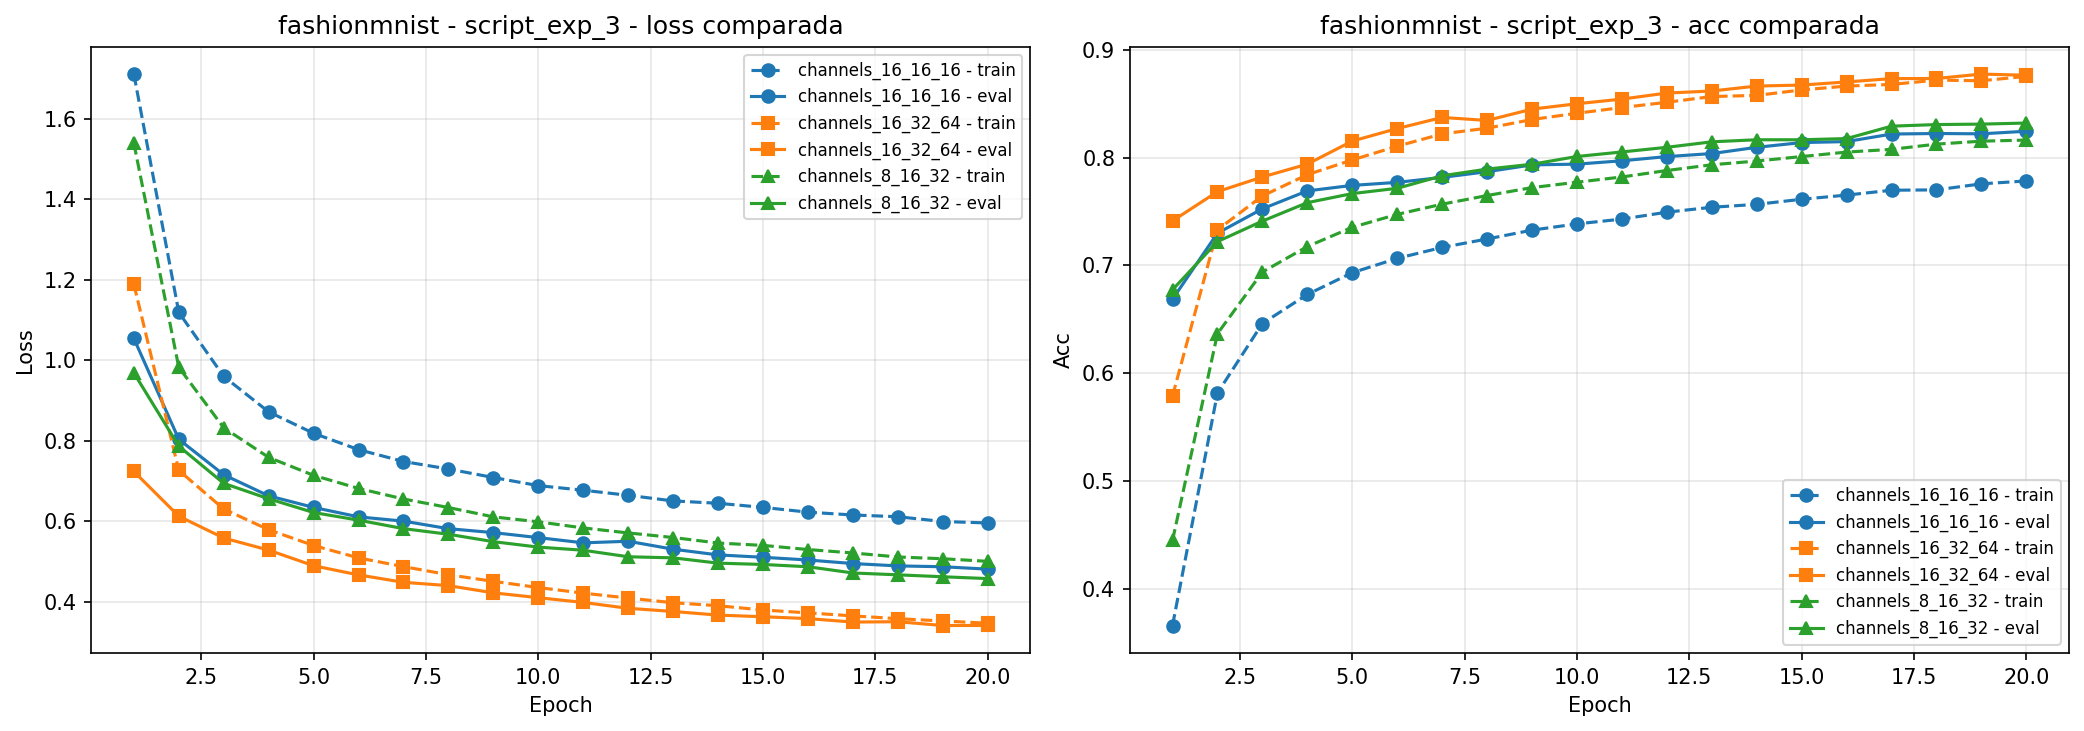 fashionmnist - script_exp_3 - loss comparada
channels_16_16_16 - train
channels_16_16_16 - eval
channels_16_32_64 - train
channels_16_32_64 - eval
channels_8_16_32 - train
channels_8_16_32 - eval
1.6
1.4
1.2
1.0
0.8
0.6
0.4
Loss
2.5
5.0
7.5
10.0
12.5
15.0
17.5
20.0
Epoch
fashionmnist - script_exp_3 - acc comparada
0.9
0.8
0.7
0.6
0.5
0.4
Acc
channels_16_16_16 - train
channels_16_16_16 - eval
channels_16_32_64 - train
channels_16_32_64 - eval
channels_8_16_32 - train
channels_8_16_32 - eval
2.5
5.0
7.5
10.0
12.5
15.0
17.5
20.0
Epoch